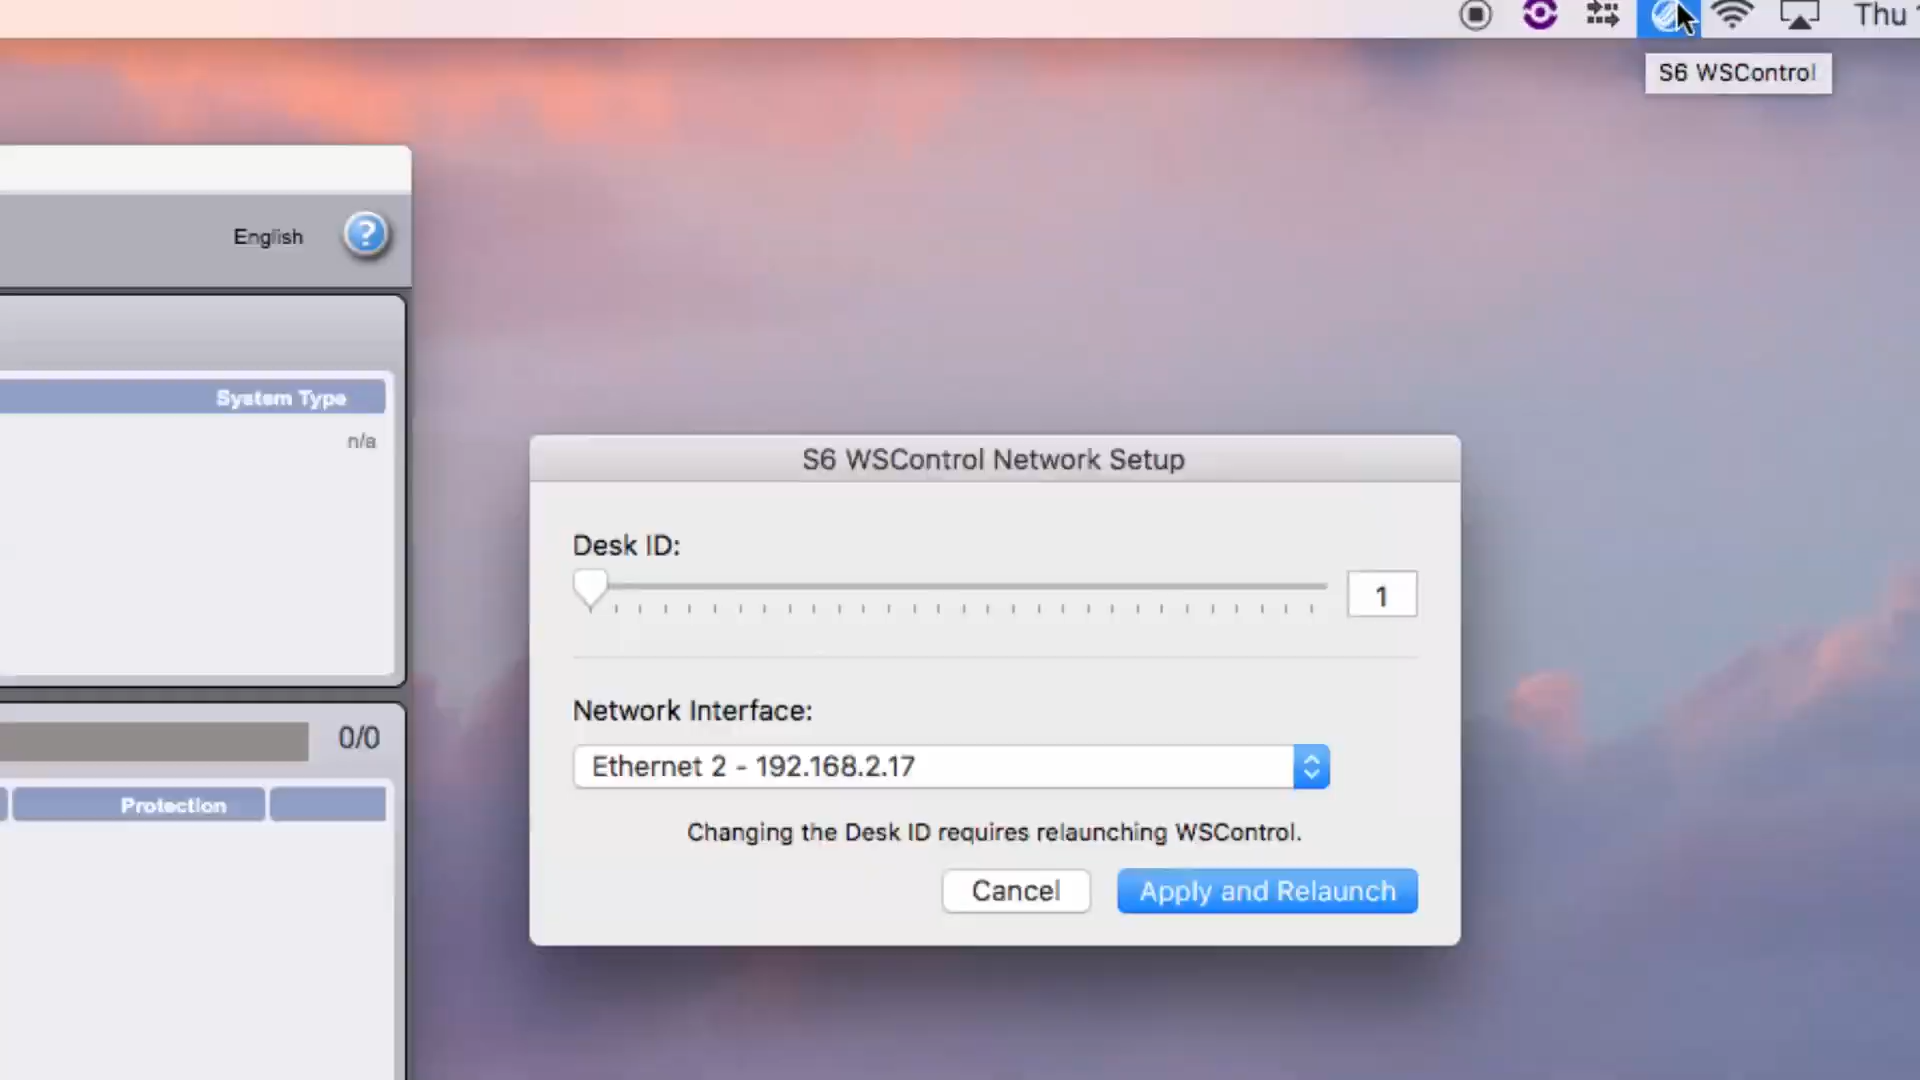 Thu
S6 WSControl
English
?
System Type
n/a
S6 WSControl Network Setup
Desk ID:
1
Network Interface:
0/0
Ethernet 2 - 192.168.2.17
Protection
Changing the Desk ID requires relaunching WSControl.
Cancel
Apply and Relaunch